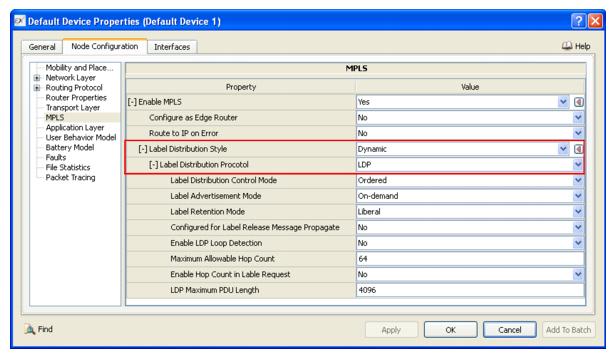 Default Device Properties (Default Device 1)
General Node Configuration Interfaces Help
Mobility and Place...
Network Layer
Routing Protocol
Router Properties
Transport Layer
MPLS
Application Layer
User Behavior Model
Battery Model
Faults
File Statistics
Packet Tracing
MPLS
Property Value
[-] Enable MPLS Yes
Configure as Edge Router No
Route to IP on Error No
[-] Label Distribution Style Dynamic
[-] Label Distribution Procotol LDP
Label Distribution Control Mode Ordered
Label Advertisement Mode On-demand
Label Retention Mode Liberal
Configured for Label Release Message Propagate No
Enable LDP Loop Detection No
Maximum Allowable Hop Count 64
Enable Hop Count in Lable Request No
LDP Maximum PDU Length 4096
Find Apply OK Cancel Add To Batch